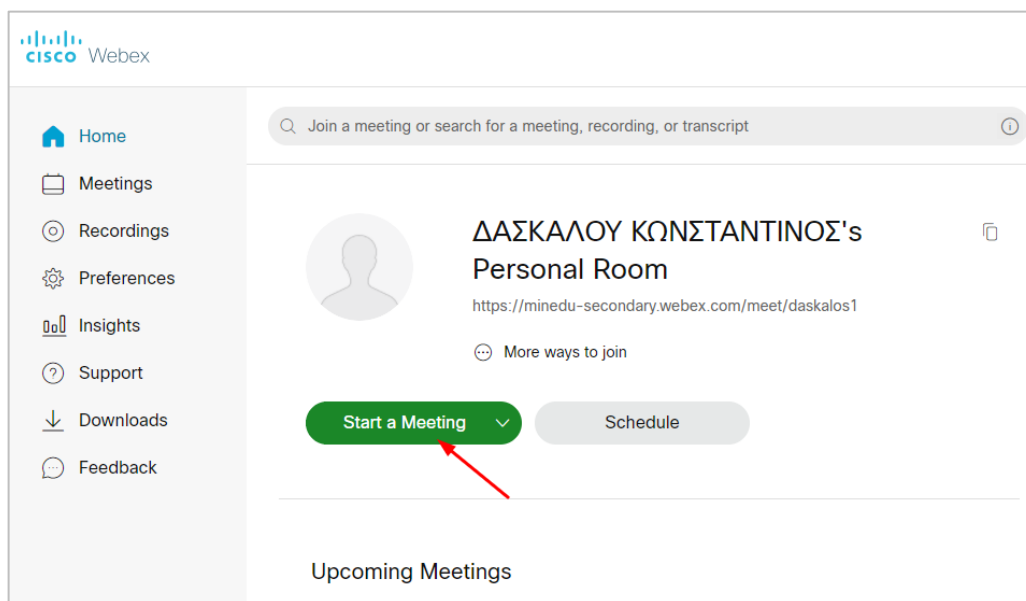 CISCO Webex
Join a meeting or search for a meeting, recording, or transcript
Home
Meetings
Recordings
Preferences
Insights
Support
Downloads
Feedback
ΔΑΣΚΑΛΟΥ ΚΩΝΣΤΑΝΤΙΝΟΣ's
Personal Room
https://minedu-secondary.webex.com/meet/daskalos1
More ways to join
Start a Meeting
Schedule
Upcoming Meetings